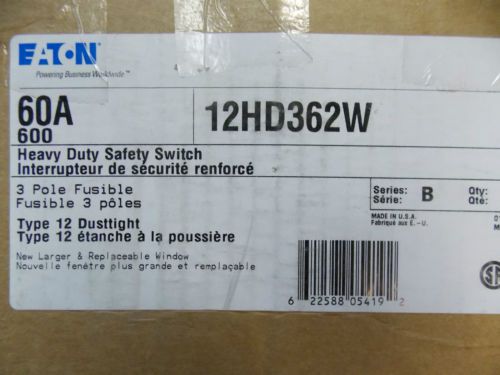 EATON
Powering Business Worldwide™
60A
600
12HD362W
Heavy Duty Safety Switch
Interrupteur de sécurité renforcé
3 Pole Fusible
Fusible 3 pôles
Type 12 Dusttight
Type 12 étanche à la poussière
New Larger & Replaceable Window
Nouvelle fenêtre plus grande et remplaçable
Series: B Qty:
Série: Qté:
MADE IN U.S.A.
Fabriqué aux É. - U.
6 22588 05419 2